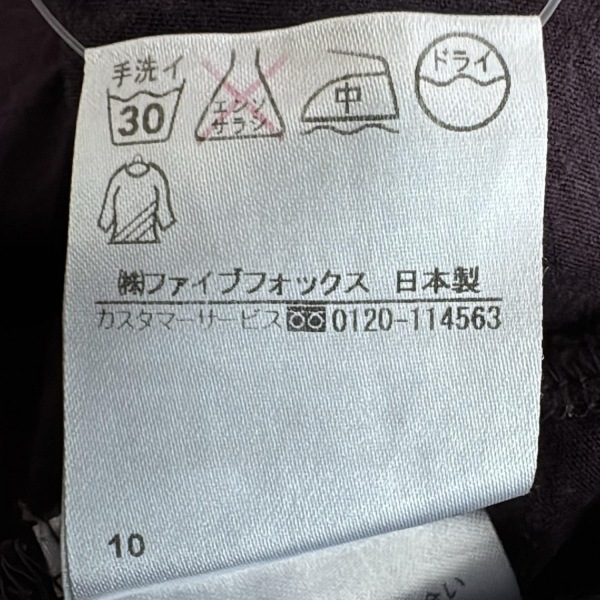 手洗イ
30
エンソ
サラシ
中
ドライ
㈱ファイブフォックス 日本製
カスタマーサービス 0120-114563
10
ない